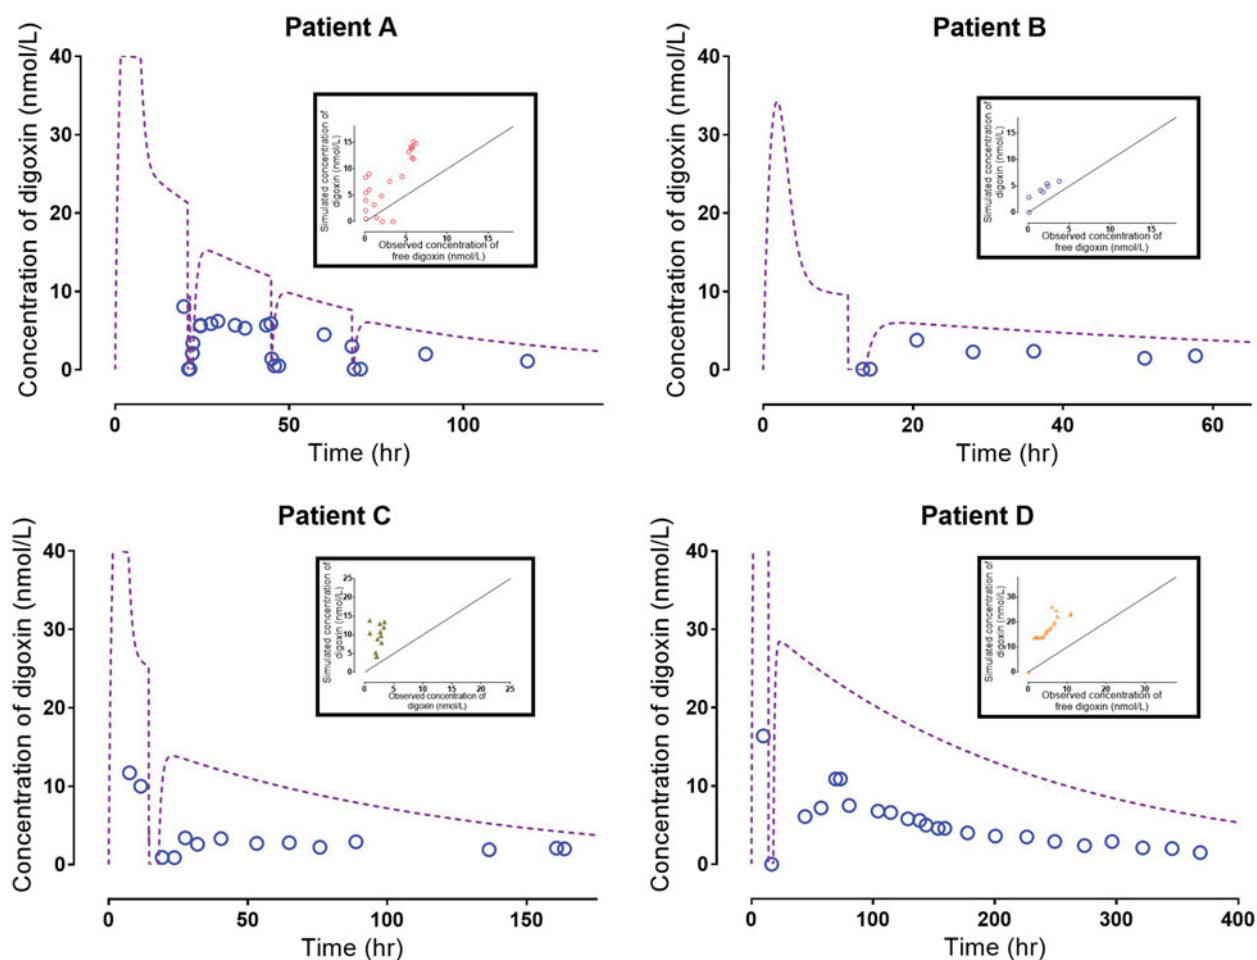 Patient A
Concentration of digoxin (nmol/L)
40
30
20
10
0
0
50
100
Time (hr)
Simulated concentration of
digoxin (nmol/L)
15
10
5
0
0
5
10
15
Observed concentration of
free digoxin (nmol/L)
Patient B
Concentration of digoxin (nmol/L)
40
30
20
10
0
0
20
40
60
Time (hr)
Simulated concentration of
digoxin (nmol/L)
15
10
5
0
0
5
10
15
Observed concentration of
free digoxin (nmol/L)
Patient C
Concentration of digoxin (nmol/L)
40
30
20
10
0
0
50
100
150
Time (hr)
Simulated concentration of
digoxin (nmol/L)
25
20
15
10
5
0
0
5
10
15
20
25
Observed concentration of
digoxin (nmol/L)
Patient D
Concentration of digoxin (nmol/L)
40
30
20
10
0
0
100
200
300
400
Time (hr)
Simulated concentration of
digoxin (nmol/L)
30
20
10
0
0
10
20
30
Observed concentration of
free digoxin (nmol/L)